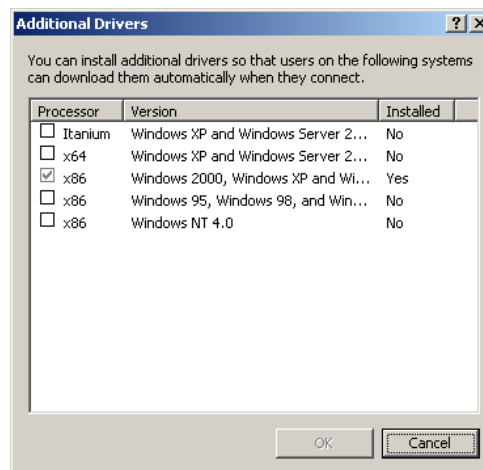 Additional Drivers
You can install additional drivers so that users on the following systems
can download them automatically when they connect.
Processor Version Installed
Itanium Windows XP and Windows Server 2... No
x64 Windows XP and Windows Server 2... No
x86 Windows 2000, Windows XP and Wi... Yes
x86 Windows 95, Windows 98, and Win... No
x86 Windows NT 4.0 No
OK Cancel